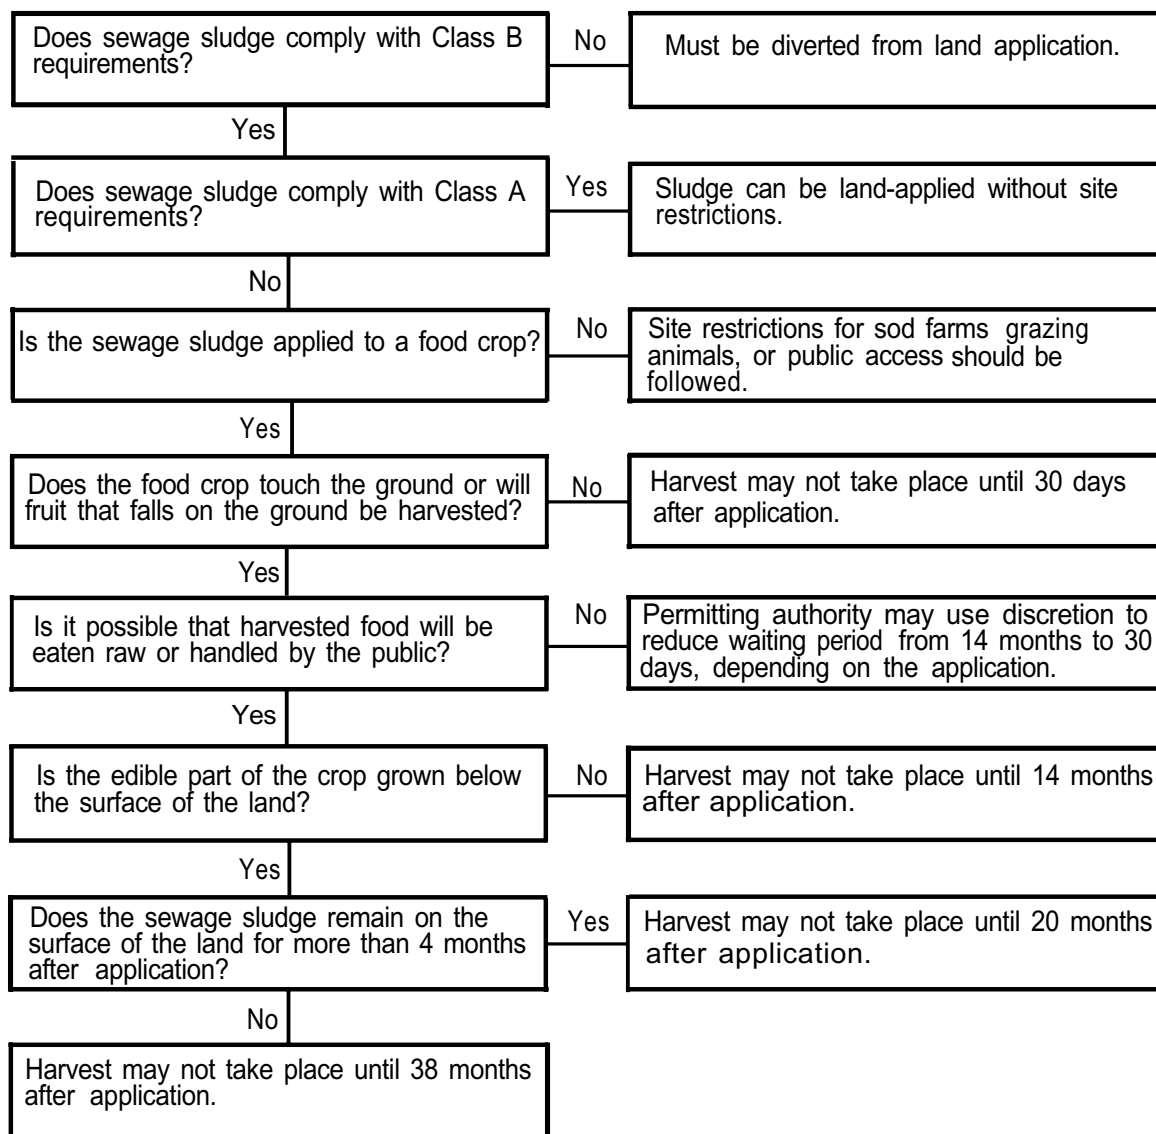 Does sewage sludge comply with Class B
requirements?
No
Must be diverted from land application.
Yes
Does sewage sludge comply with Class A
requirements?
Yes
Sludge can be land-applied without site
restrictions.
No
Is the sewage sludge applied to a food crop?
No
Site restrictions for sod farms grazing
animals, or public access should be
followed.
Yes
Does the food crop touch the ground or will
fruit that falls on the ground be harvested?
No
Harvest may not take place until 30 days
after application.
Yes
Is it possible that harvested food will be
eaten raw or handled by the public?
No
Permitting authority may use discretion to
reduce waiting period from 14 months to 30
days, depending on the application.
Yes
Is the edible part of the crop grown below
the surface of the land?
No
Harvest may not take place until 14 months
after application.
Yes
Does the sewage sludge remain on the
surface of the land for more than 4 months
after application?
Yes
Harvest may not take place until 20 months
after application.
No
Harvest may not take place until 38 months
after application.